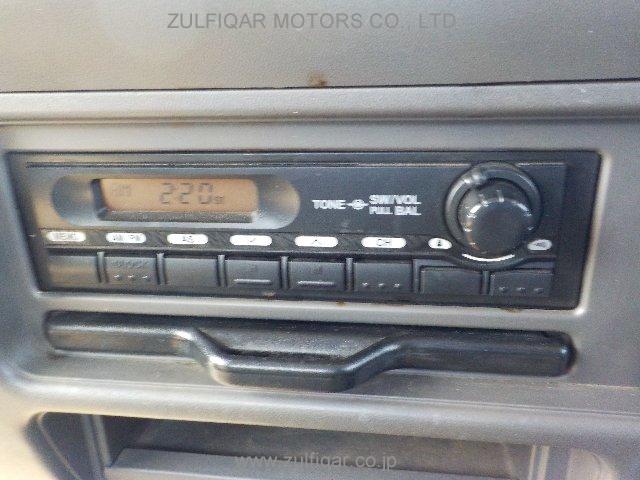 ZULFIQAR MOTORS CO., LTD.
220
TONE SW/VOL
PULL BAL
MEMO AM/FM AS CH
www.zulfiqar.co.jp